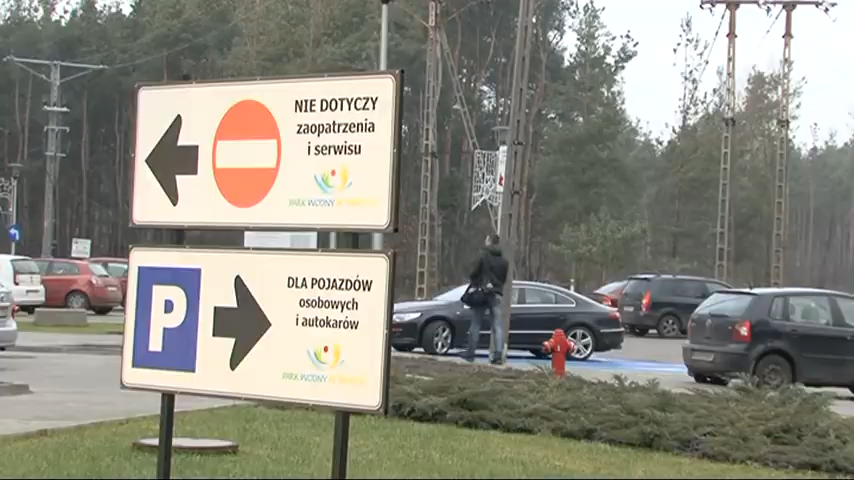 NIE DOTYCZY
zaopatrzenia
i serwisu
P
DLA POJAZDÓW
osobowych
i autokarów